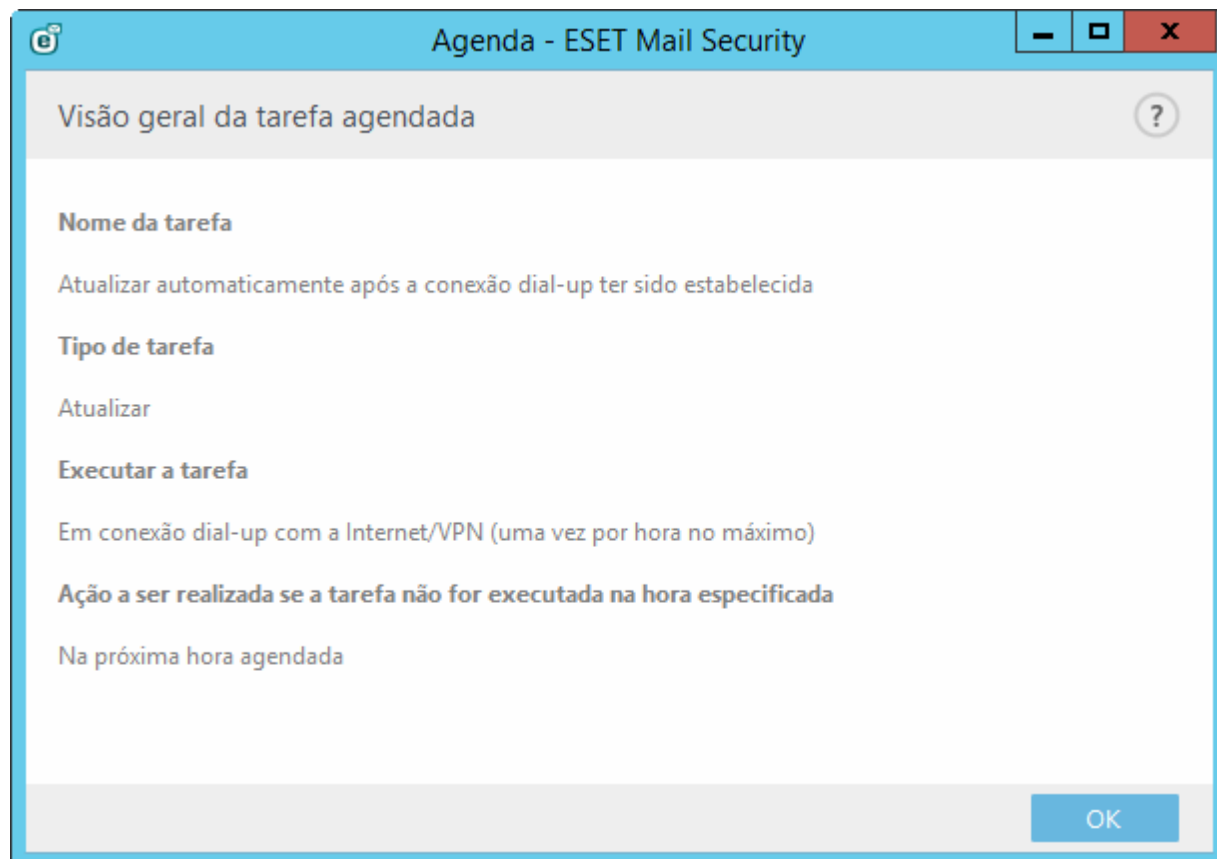 Agenda - ESET Mail Security
Visão geral da tarefa agendada
?
Nome da tarefa
Atualizar automaticamente após a conexão dial-up ter sido estabelecida
Tipo de tarefa
Atualizar
Executar a tarefa
Em conexão dial-up com a Internet/VPN (uma vez por hora no máximo)
Ação a ser realizada se a tarefa não for executada na hora especificada
Na próxima hora agendada
OK